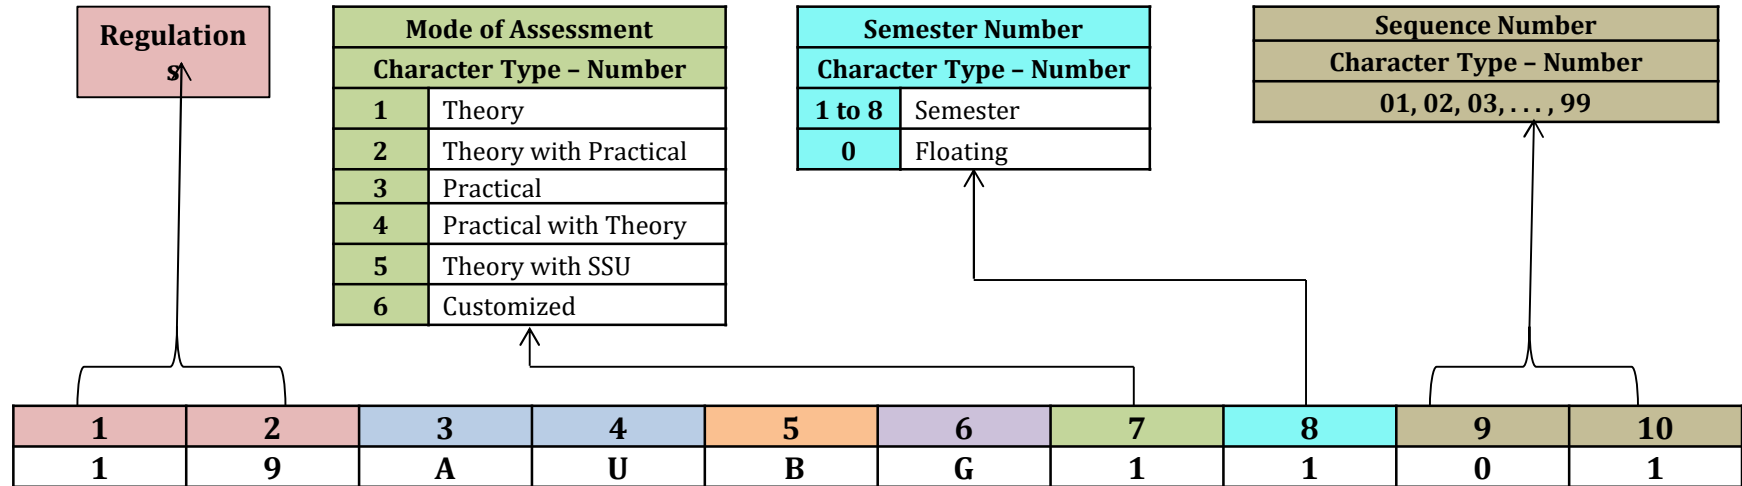 Regulation
s
Mode of Assessment
Character Type – Number
1 Theory
2 Theory with Practical
3 Practical
4 Practical with Theory
5 Theory with SSU
6 Customized
Semester Number
Character Type – Number
1 to 8 Semester
0 Floating
Sequence Number
Character Type – Number
01, 02, 03, . . . , 99
1 2 3 4 5 6 7 8 9 10
1 9 A U B G 1 1 0 1